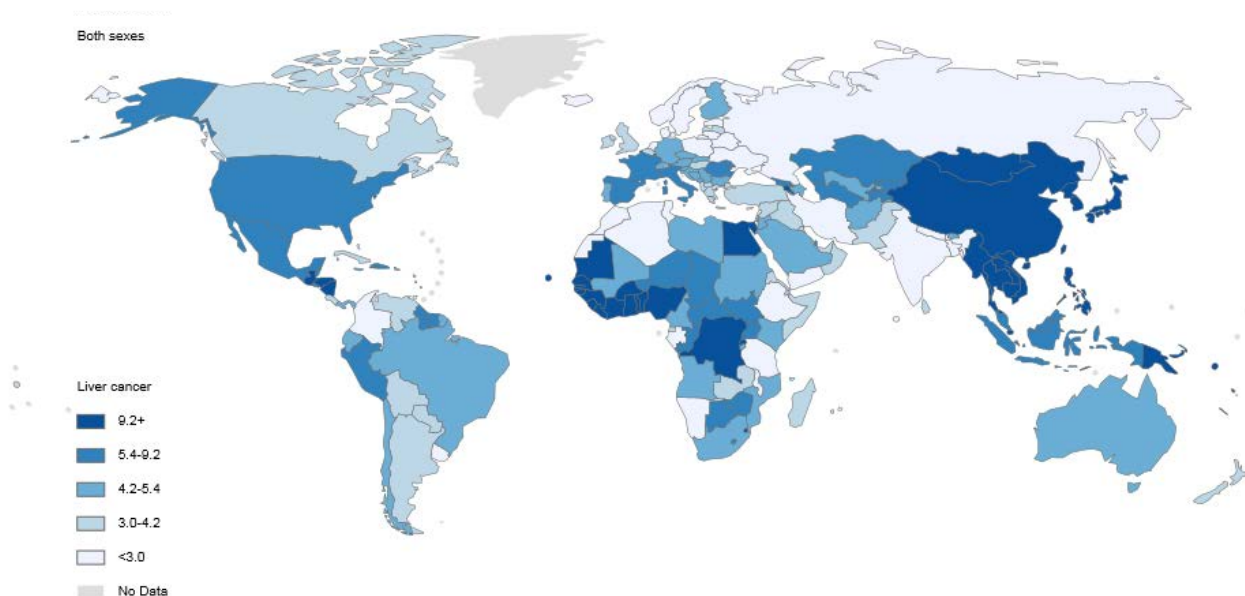 Both sexes
Liver cancer
9.2+
5.4-9.2
4.2-5.4
3.0-4.2
<3.0
No Data